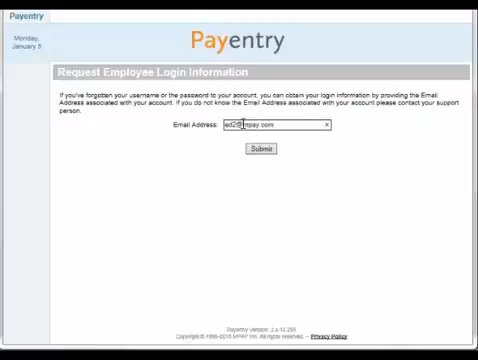 Payentry
Monday,
January 5
Payentry
Request Employee Login Information
If you've forgotten your username or the password to your account, you can obtain your login information by providing the Email
Address associated with your account. If you do not know the Email Address associated with your account please contact your support
person.
Email Address:
Submit
Payentry Version:
All Rights Reserved. -- Privacy Policy